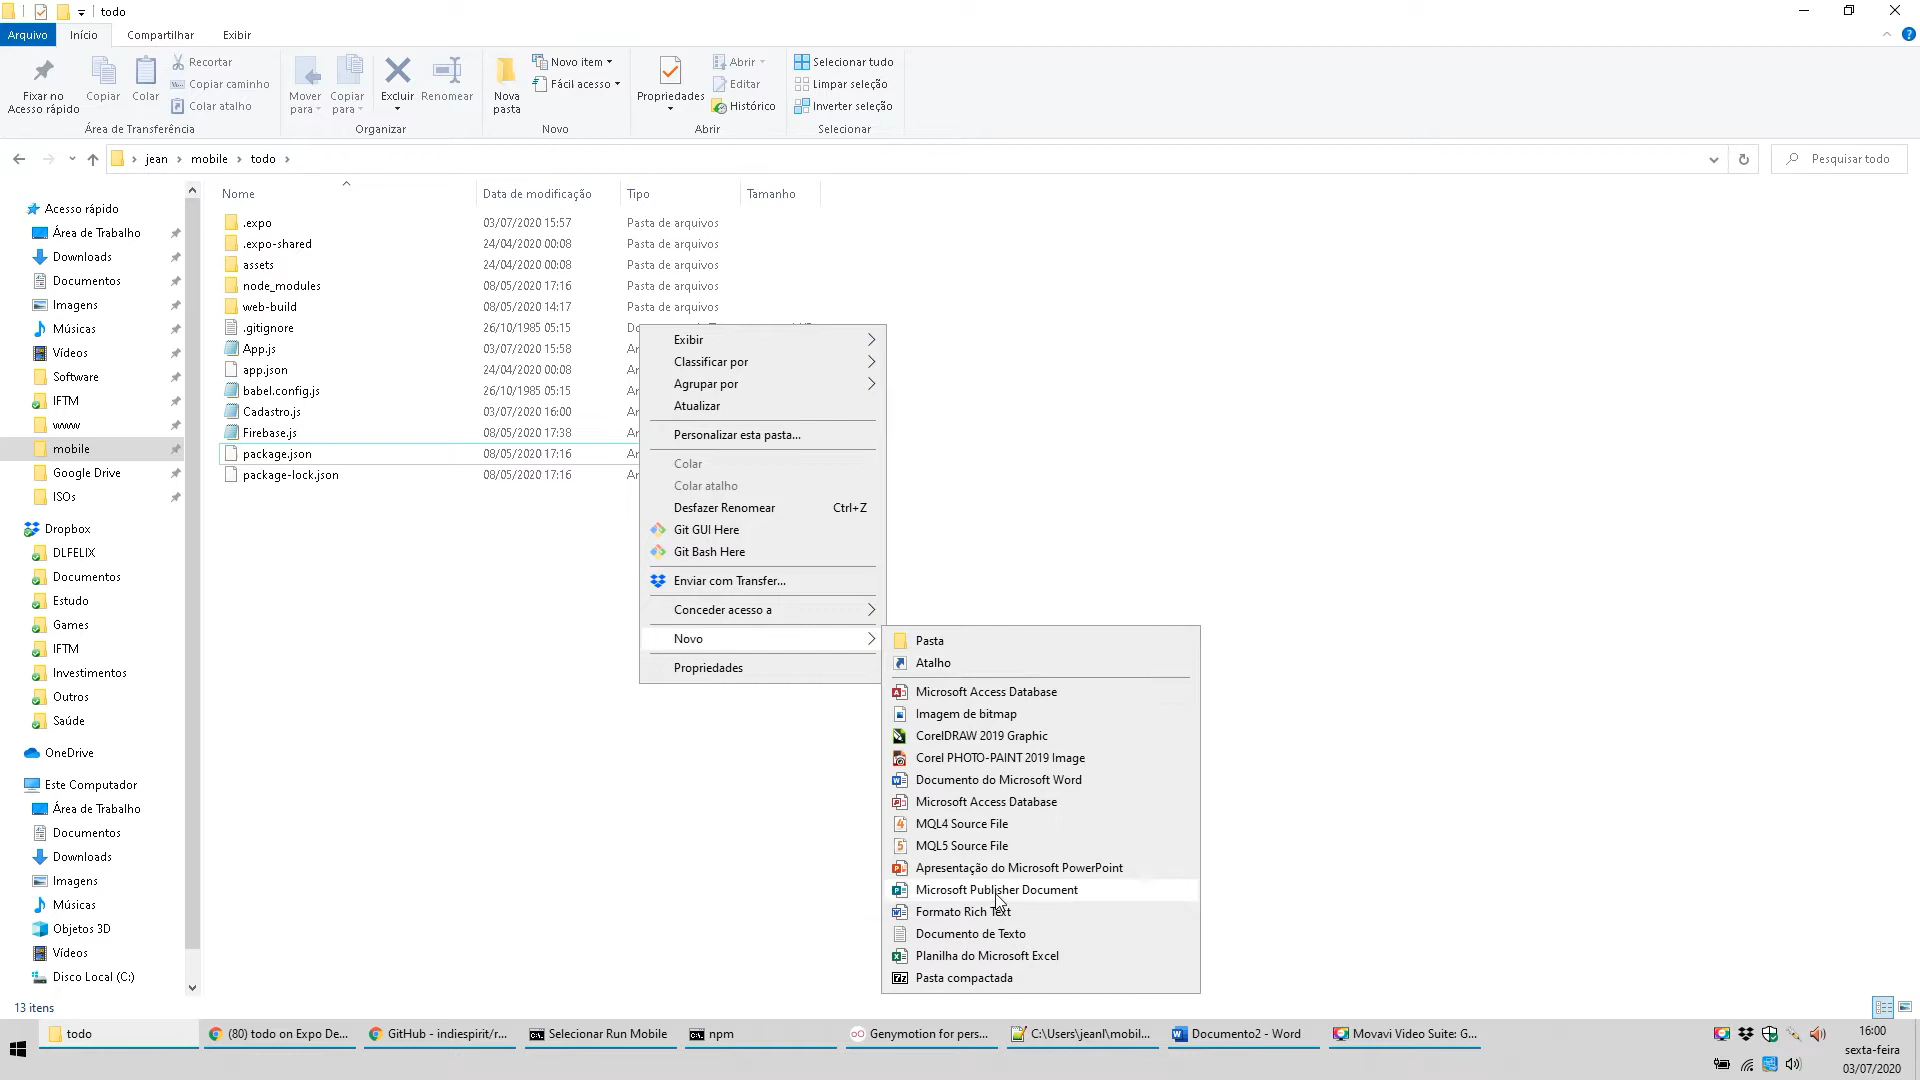 todo
Arquivo
Início
Compartilhar
Exibir
Fixar no
Acesso rápido
Copiar
Colar
Recortar
Copiar caminho
Colar atalho
Área de Transferência
Mover
para
Copiar
para
Excluir
Renomear
Organizar
Nova
pasta
Novo item
Fácil acesso
Novo
Propriedades
Abrir
Editar
Histórico
Abrir
Selecionar tudo
Limpar seleção
Inverter seleção
Selecionar
jean > mobile > todo >
Pesquisar todo
Acesso rápido
Área de Trabalho
Downloads
Documentos
Imagens
Músicas
Vídeos
Software
IFTM
www
mobile
Google Drive
ISOs
Dropbox
DLFELIX
Documentos
Estudo
Games
IFTM
Investimentos
Outros
Saúde
OneDrive
Este Computador
Área de Trabalho
Documentos
Downloads
Imagens
Músicas
Objetos 3D
Vídeos
Disco Local (C:)
13 itens
Nome Data de modificação Tipo Tamanho
.expo 03/07/2020 15:57 Pasta de arquivos
.expo-shared 24/04/2020 00:08 Pasta de arquivos
assets 24/04/2020 00:08 Pasta de arquivos
node_modules 08/05/2020 17:16 Pasta de arquivos
web-build 08/05/2020 14:17 Pasta de arquivos
.gitignore 26/10/1985 05:15
App.js 03/07/2020 15:58 Ar
app.json 24/04/2020 00:08 Ar
babel.config.js 26/10/1985 05:15 Ar
Cadastro.js 03/07/2020 16:00 Ar
Firebase.js 08/05/2020 17:38 Ar
package.json 08/05/2020 17:16 Ar
package-lock.json 08/05/2020 17:16 Ar
Exibir
Classificar por
Agrupar por
Atualizar
Personalizar esta pasta...
Colar
Colar atalho
Desfazer Renomear Ctrl+Z
Git GUI Here
Git Bash Here
Enviar com Transfer...
Conceder acesso a
Novo
Propriedades
Pasta
Atalho
Microsoft Access Database
Imagem de bitmap
CorelDRAW 2019 Graphic
Corel PHOTO-PAINT 2019 Image
Documento do Microsoft Word
Microsoft Access Database
MQL4 Source File
MQL5 Source File
Apresentação do Microsoft PowerPoint
Microsoft Publisher Document
Formato Rich Text
Documento de Texto
Planilha do Microsoft Excel
Pasta compactada
todo
(80) todo on Expo De...
GitHub - indiespirit/r...
Selecionar Run Mobile
npm
Genymotion for pers...
C:\Users\jeanl\mobil...
Documento2 - Word
Movavi Video Suite: G...
16:00
sexta-feira
03/07/2020